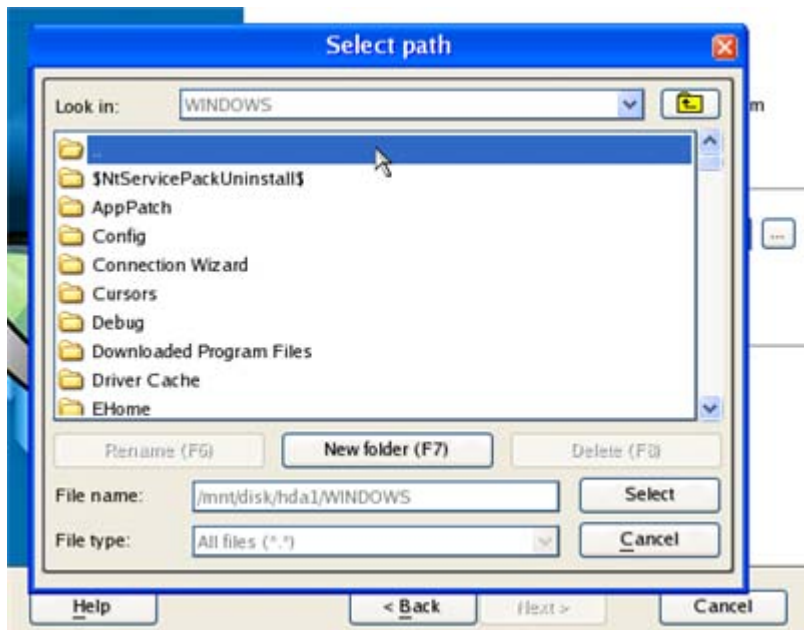 Select path
Look in:
WINDOWS
m
..
$NtServicePackUninstall$
AppPatch
Config
Connection Wizard
Cursors
Debug
Downloaded Program Files
Driver Cache
EHome
Rename (F6)
New folder (F7)
Delete (F8)
File name:
/mnt/disk/hda1/WINDOWS
Select
File type:
All files (*.*)
Cancel
...
Help
< Back
Next >
Cancel